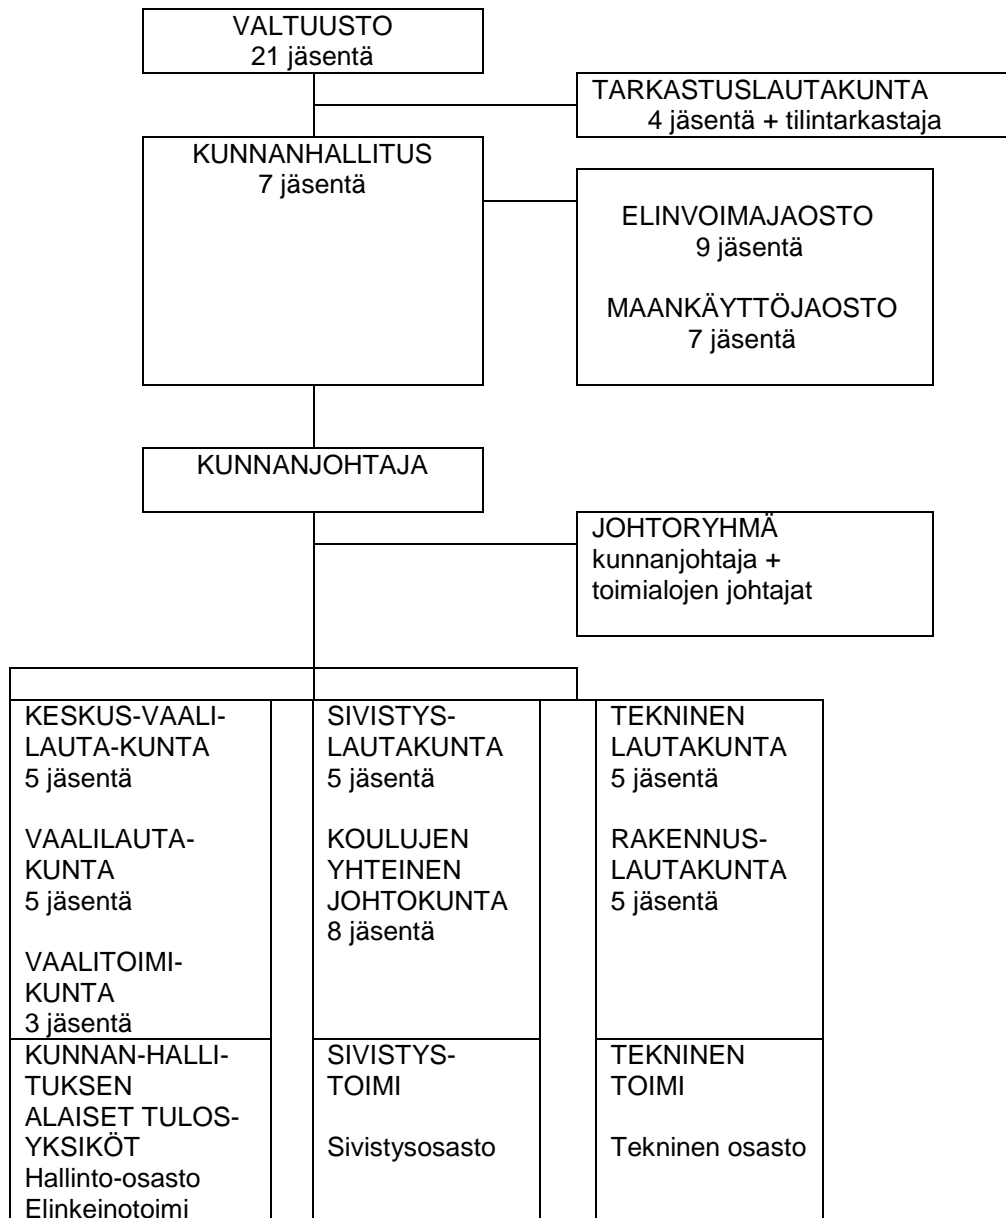 VALTUUSTO
21 jäsentä
TARKASTUSLAUTAKUNTA
4 jäsentä + tilintarkastaja
KUNNANHALLITUS
7 jäsentä
ELINVOIMAJAOSTO
9 jäsentä
MAANKÄYTTÖJAOSTO
7 jäsentä
KUNNANJOHTAJA
JOHTORYHMÄ
kunnanjohtaja +
toimialojen johtajat
KESKUS-VAALI-
LAUTA-KUNTA
5 jäsentä
VAALILAUTA-
KUNTA
5 jäsentä
VAALITOIMI-
KUNTA
3 jäsentä
SIVISTYS-
LAUTAKUNTA
5 jäsentä
KOULUJEN
YHTEINEN
JOHTOKUNTA
8 jäsentä
TEKNINEN
LAUTAKUNTA
5 jäsentä
RAKENNUS-
LAUTAKUNTA
5 jäsentä
KUNNAN-HALLI-
TUKSEN
ALAISET TULOS-
YKSIKÖT
Hallinto-osasto
Elinkeinotoimi
SIVISTYS-
TOIMI
Sivistysosasto
TEKNINEN
TOIMI
Tekninen osasto